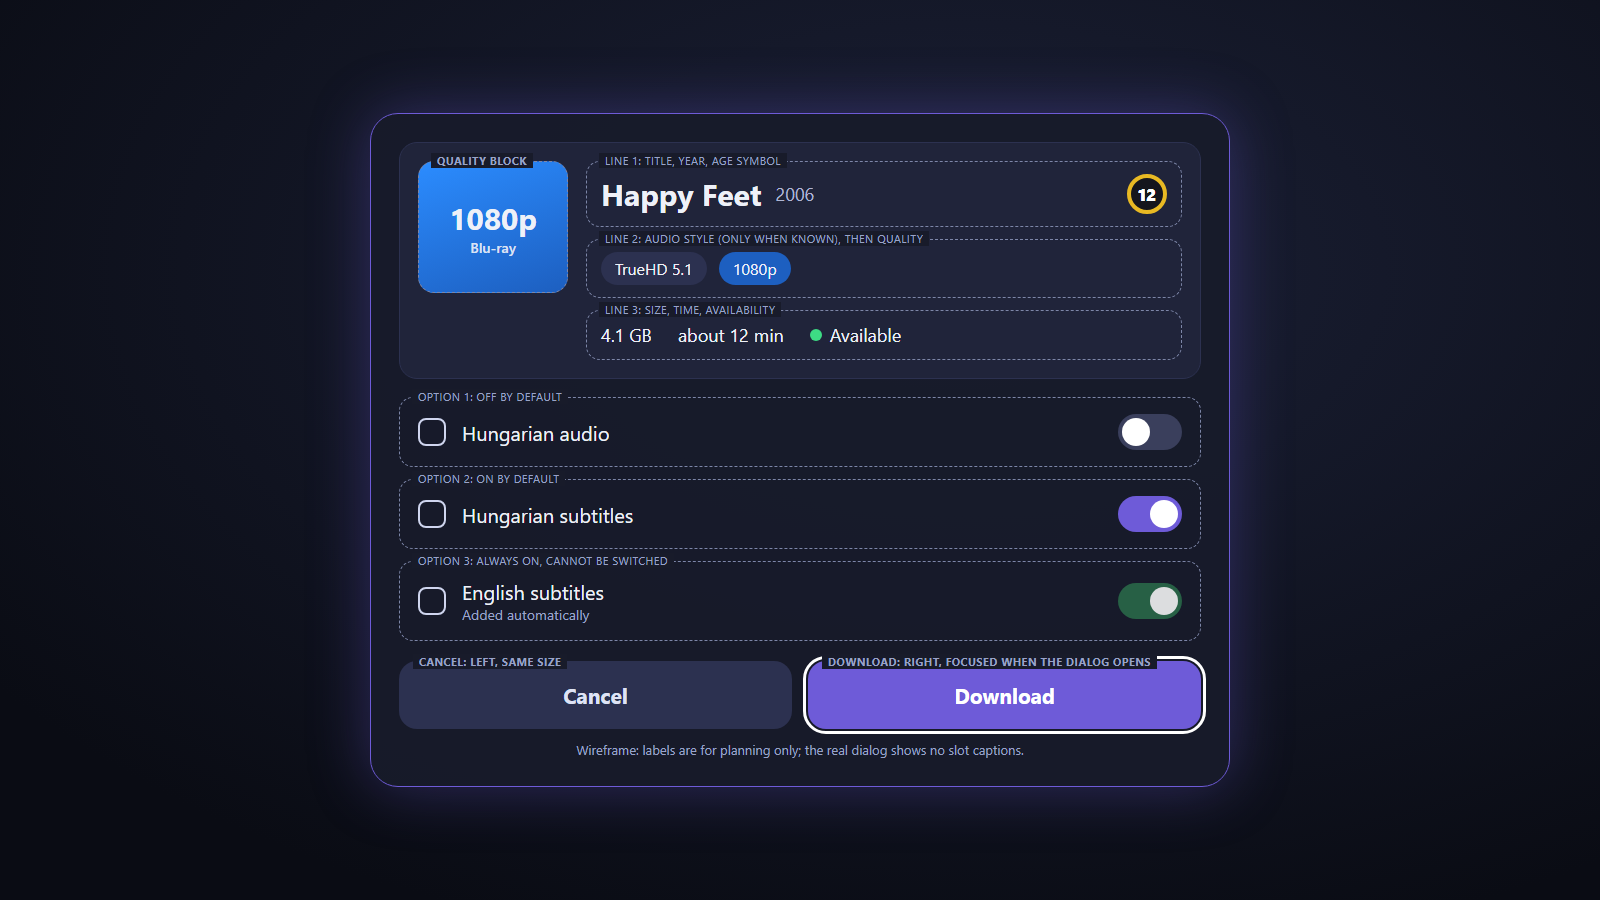 QUALITY BLOCK
1080p
Blu-ray
LINE 1: TITLE, YEAR, AGE SYMBOL
Happy Feet 2006 12
LINE 2: AUDIO STYLE (ONLY WHEN KNOWN), THEN QUALITY
TrueHD 5.1 1080p
LINE 3: SIZE, TIME, AVAILABILITY
4.1 GB about 12 min Available
OPTION 1: OFF BY DEFAULT
Hungarian audio
OPTION 2: ON BY DEFAULT
Hungarian subtitles
OPTION 3: ALWAYS ON, CANNOT BE SWITCHED
English subtitles
Added automatically
CANCEL: LEFT, SAME SIZE
Cancel
DOWNLOAD: RIGHT, FOCUSED WHEN THE DIALOG OPENS
Download
Wireframe: labels are for planning only; the real dialog shows no slot captions.